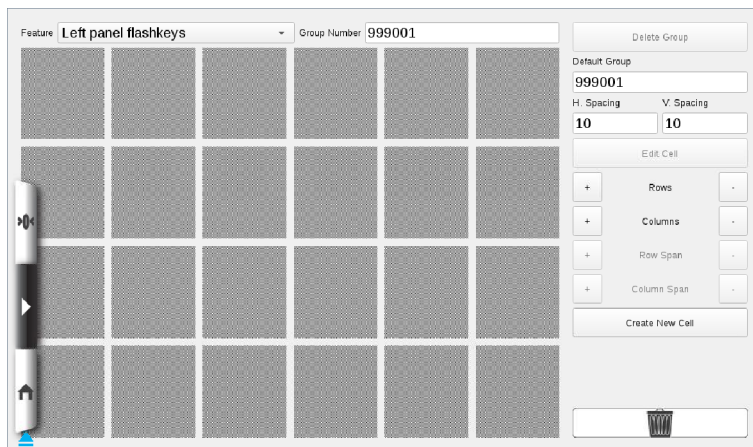 Feature Left panel flashkeys Group Number 999001
Delete Group
Default Group
999001
H. Spacing V. Spacing
10 10
Edit Cell
+ Rows -
+ Columns -
+ Row Span -
+ Column Span -
Create New Cell
>0<